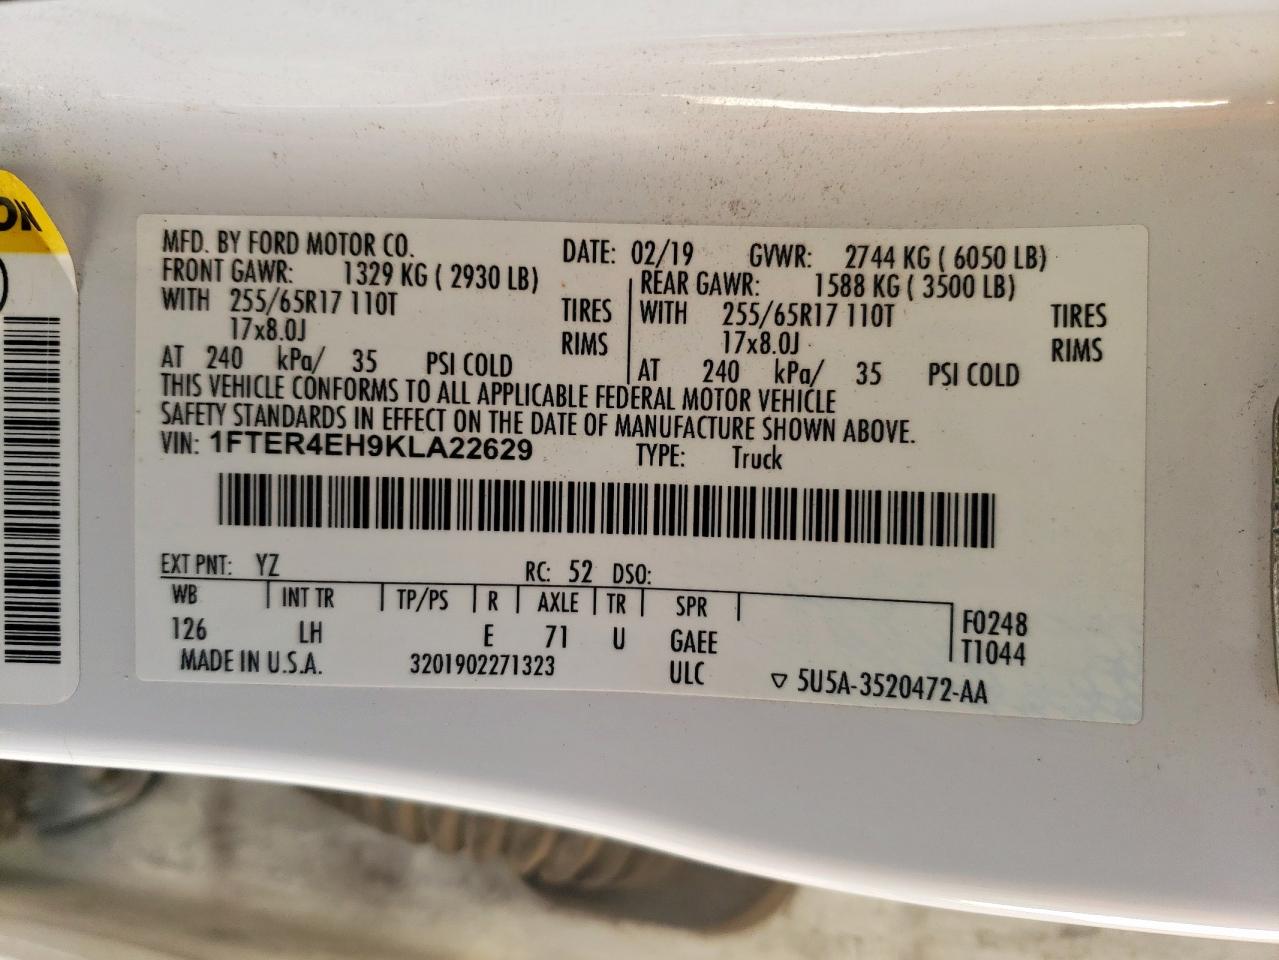 ON
MFD. BY FORD MOTOR CO. DATE: 02/19 GVWR: 2744 KG ( 6050 LB)
FRONT GAWR: 1329 KG ( 2930 LB) REAR GAWR: 1588 KG ( 3500 LB)
WITH 255/65R17 110T TIRES WITH 255/65R17 110T TIRES
17x8.0J RIMS 17x8.0J RIMS
AT 240 kPa/ 35 PSI COLD AT 240 kPa/ 35 PSI COLD
THIS VEHICLE CONFORMS TO ALL APPLICABLE FEDERAL MOTOR VEHICLE
SAFETY STANDARDS IN EFFECT ON THE DATE OF MANUFACTURE SHOWN ABOVE.
VIN: 1FTER4EH9KLA22629 TYPE: Truck
EXT PNT: YZ RC: 52 DSO:
WB INT TR TP/PS R AXLE TR SPR F0248
126 LH E 71 U GAEE T1044
MADE IN U.S.A. 3201902271323 ULC ▽ 5U5A-3520472-AA